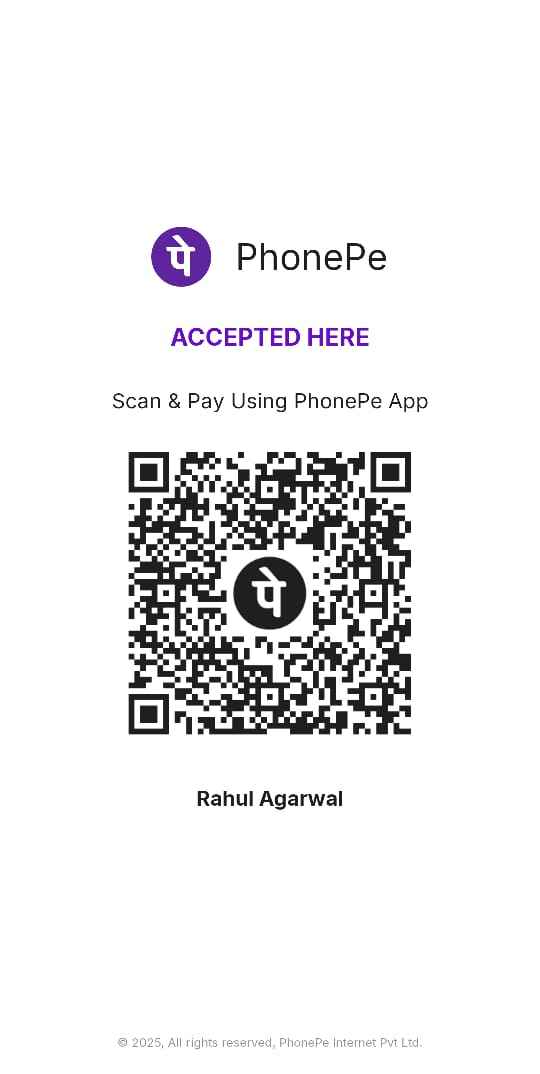 पे PhonePe
ACCEPTED HERE
Scan & Pay Using PhonePe App
पे
Rahul Agarwal
© 2025, All rights reserved, PhonePe Internet Pvt Ltd.